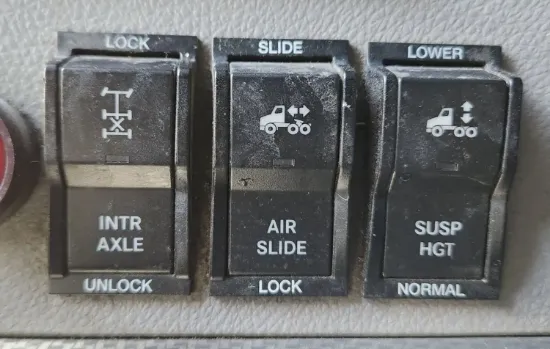 LOCK
INTR
AXLE
UNLOCK
SLIDE
AIR
SLIDE
LOCK
LOWER
SUSP
HGT
NORMAL